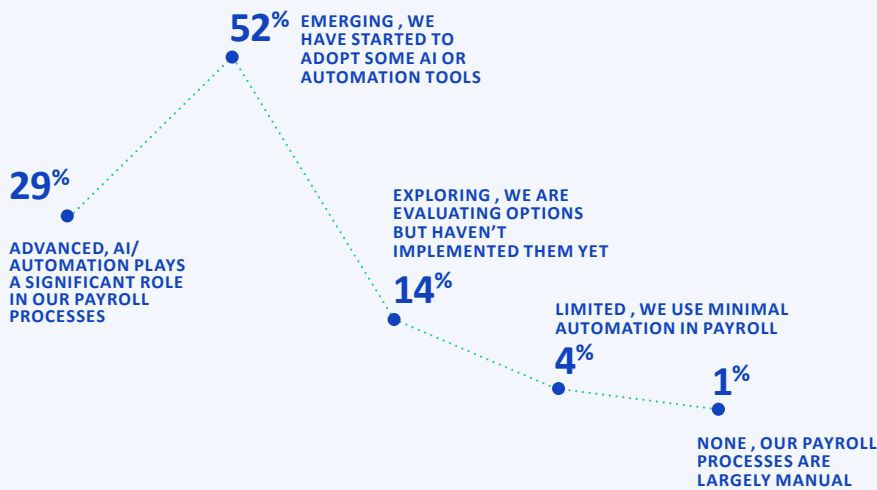 52%
EMERGING , WE
HAVE STARTED TO
ADOPT SOME AI OR
AUTOMATION TOOLS
29%
ADVANCED, AI/
AUTOMATION PLAYS
A SIGNIFICANT ROLE
IN OUR PAYROLL
PROCESSES
EXPLORING , WE ARE
EVALUATING OPTIONS
BUT HAVEN’T
IMPLEMENTED THEM YET
14%
LIMITED , WE USE MINIMAL
AUTOMATION IN PAYROLL
4%
1%
NONE , OUR PAYROLL
PROCESSES ARE
LARGELY MANUAL